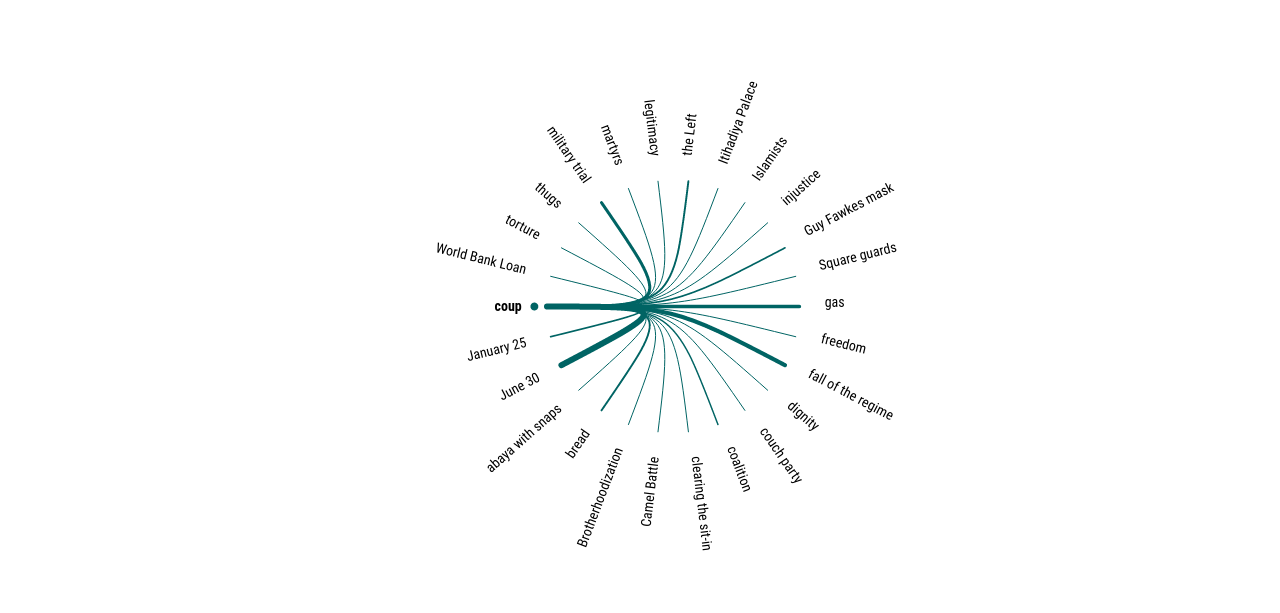 coup
World Bank Loan
torture
thugs
military trial
martyrs
legitimacy
the Left
Itihadiya Palace
Islamists
injustice
Guy Fawkes mask
Square guards
gas
freedom
fall of the regime
dignity
couch party
coalition
clearing the sit-in
Camel Battle
Brotherhoodization
bread
abaya with snaps
June 30
January 25